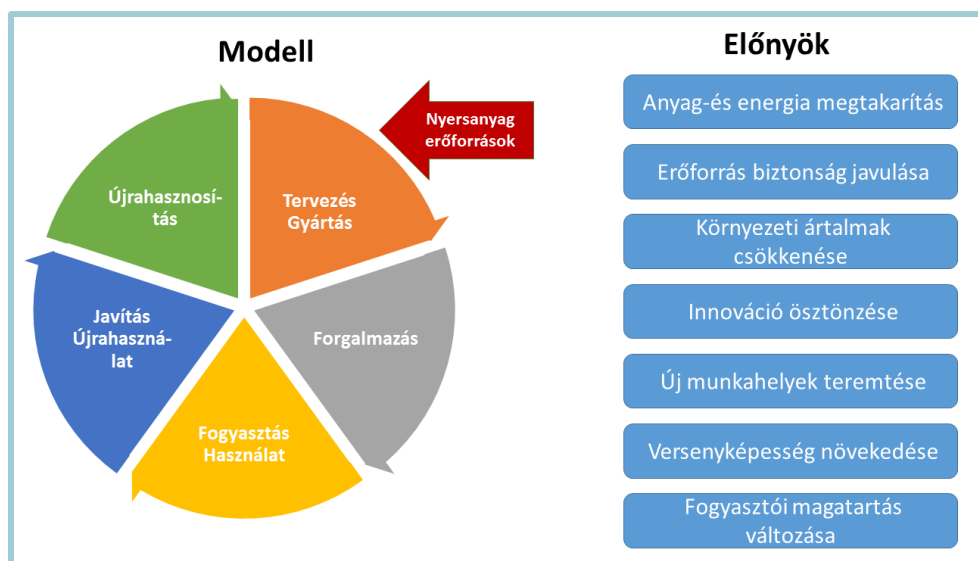 Modell
Nyersanyag
erőforrások
Tervezés
Gyártás
Forgalmazás
Fogyasztás
Használat
Javítás
Újrahaszná-
lat
Újrahasznosí-
tás
Előnyök
Anyag-és energia megtakarítás
Erőforrás biztonság javulása
Környezeti ártalmak
csökkenése
Innováció ösztönzése
Új munkahelyek teremtése
Versenyképesség növekedése
Fogyasztói magatartás
változása